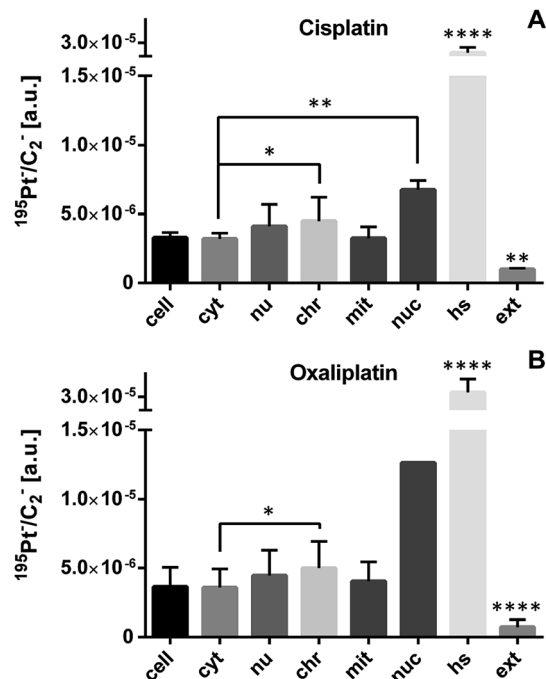 A
Cisplatin
¹⁹⁵Pt⁻/C₂⁻ [a.u.]
3.0×10⁻⁵
1.5×10⁻⁵
1.0×10⁻⁵
5.0×10⁻⁶
0
****
**
*
**
cell cyt nu chr mit nuc hs ext
B
Oxaliplatin
¹⁹⁵Pt⁻/C₂⁻ [a.u.]
3.0×10⁻⁵
1.5×10⁻⁵
1.0×10⁻⁵
5.0×10⁻⁶
0
****
*
****
cell cyt nu chr mit nuc hs ext